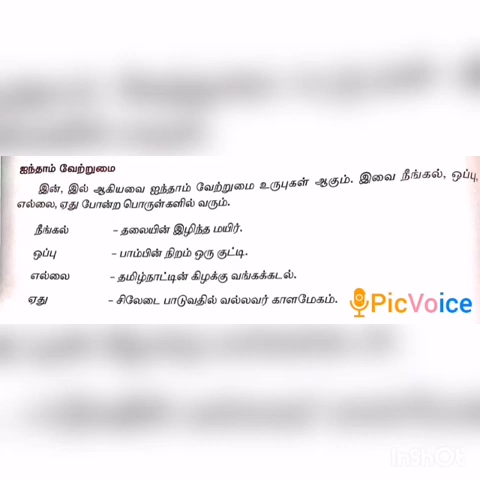 ஐந்தாம் வேற்றுமை
இன், இல் ஆகியவை ஐந்தாம் வேற்றுமை உருபுகள் ஆகும். இவை நீங்கல், ஒப்பு,
எல்லை, ஏது போன்ற பொருள்களில் வரும்.
நீங்கல் – தலையின் இழிந்த மயிர்.
ஒப்பு – பாம்பின் நிறம் ஒரு குட்டி.
எல்லை – தமிழ்நாட்டின் கிழக்கு வங்கக்கடல்.
ஏது – சிலேடை பாடுவதில் வல்லவர் காளமேகம்.
PicVoice
INSHOT